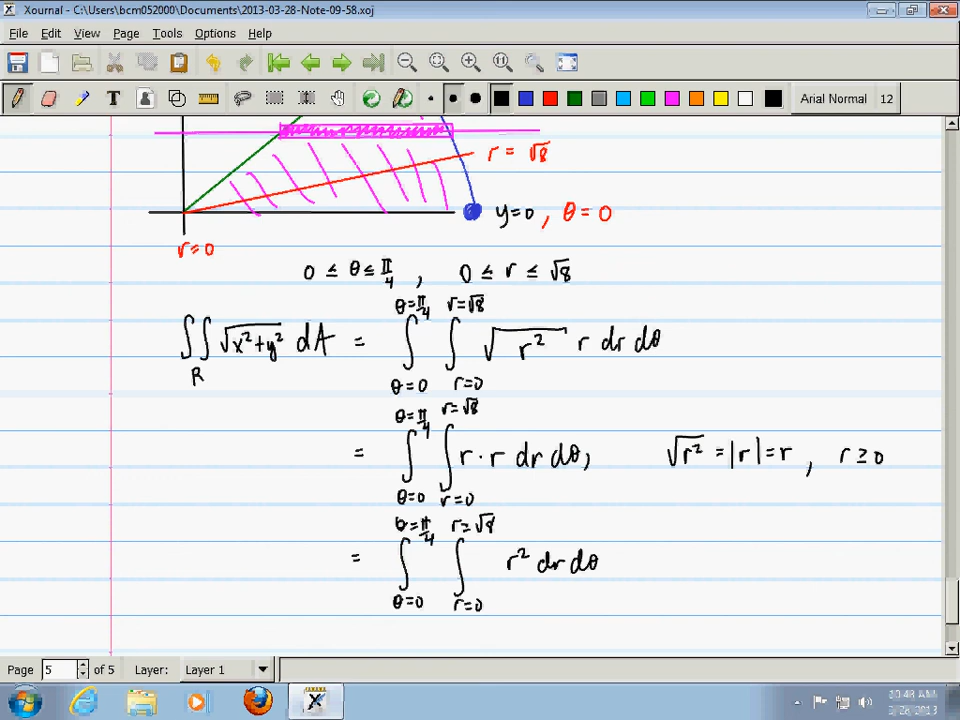 Xournal - C:\Users\bcm052000\Documents\2013-03-28-Note-09-58.xoj
File Edit View Page Tools Options Help
Arial Normal 12
r = √8
y=0, θ=0
r=0
0 ≤ θ ≤ π/4 , 0 ≤ r ≤ √8
∬_R √(x²+y²) dA = ∫_{θ=0}^{θ=π/4} ∫_{r=0}^{r=√8} √(r²) r dr dθ
= ∫_{θ=0}^{θ=π/4} ∫_{r=0}^{r=√8} r·r dr dθ, √(r²) = |r| = r , r ≥ 0
= ∫_{θ=0}^{θ=π/4} ∫_{r=0}^{r=√8} r² dr dθ
Page 5 of 5 Layer: Layer 1
10:48 AM